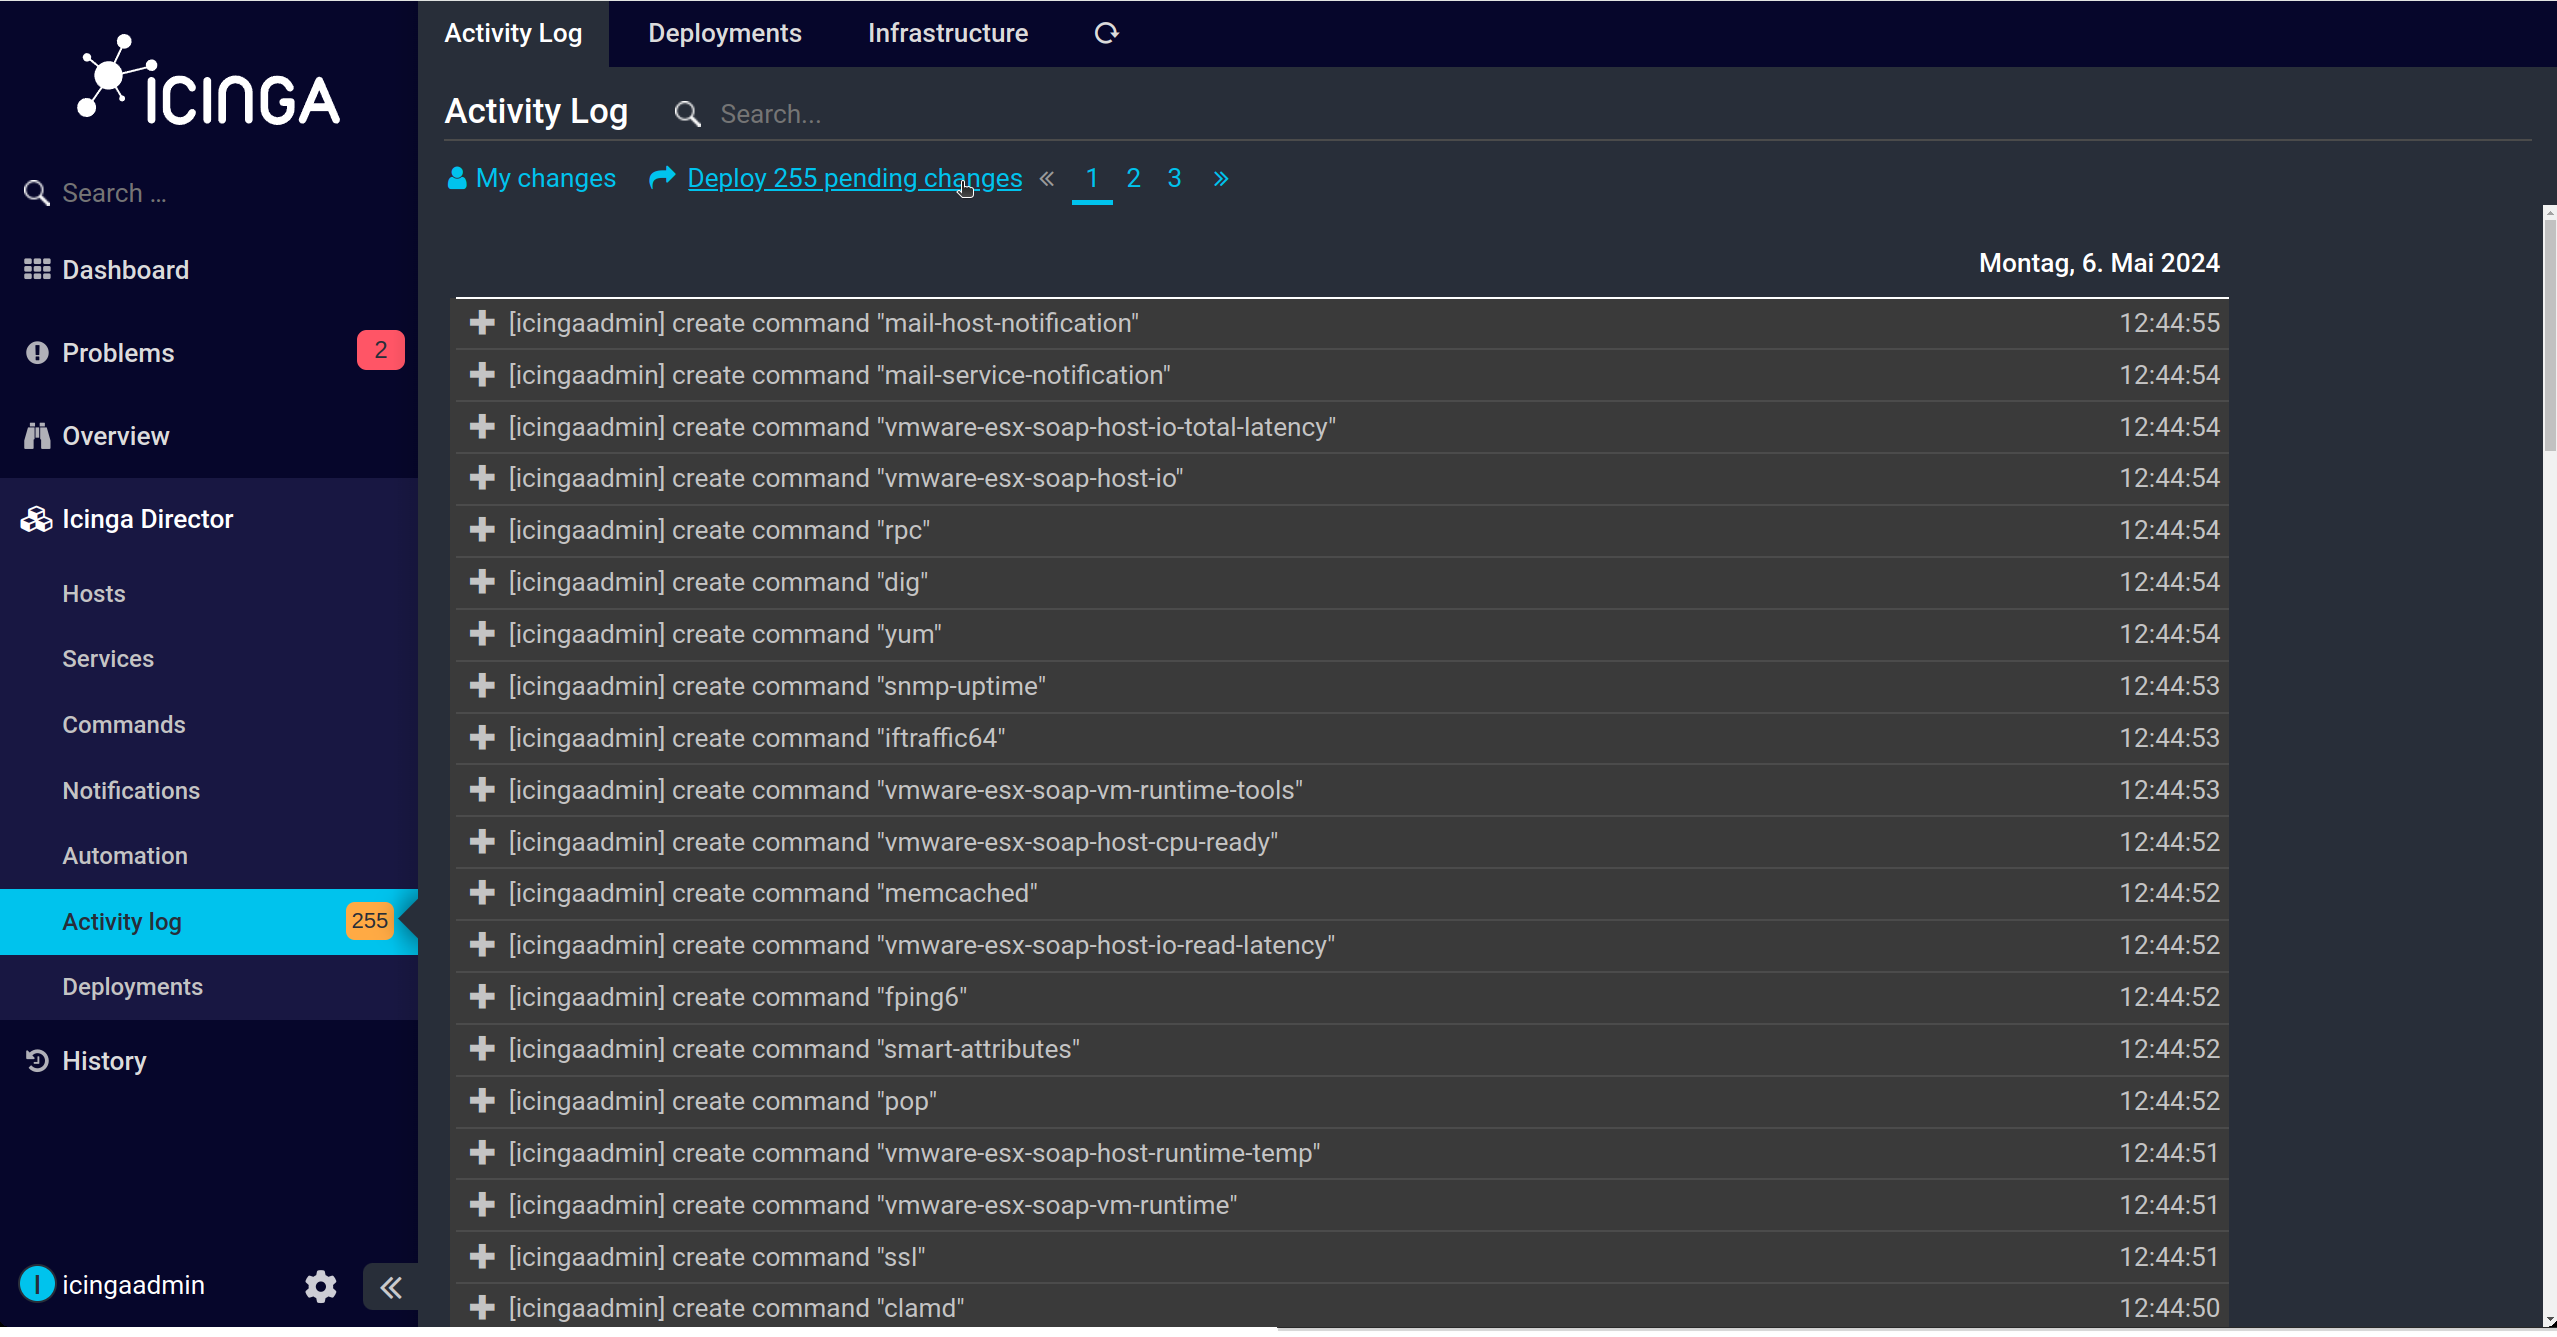 ICINGA
Search ...
Dashboard
Problems 2
Overview
Icinga Director
Hosts
Services
Commands
Notifications
Automation
Activity log 255
Deployments
History
I icingaadmin
Activity Log Deployments Infrastructure
Activity Log Search...
My changes Deploy 255 pending changes « 1 2 3 »
Montag, 6. Mai 2024
[icingaadmin] create command "mail-host-notification" 12:44:55
[icingaadmin] create command "mail-service-notification" 12:44:54
[icingaadmin] create command "vmware-esx-soap-host-io-total-latency" 12:44:54
[icingaadmin] create command "vmware-esx-soap-host-io" 12:44:54
[icingaadmin] create command "rpc" 12:44:54
[icingaadmin] create command "dig" 12:44:54
[icingaadmin] create command "yum" 12:44:54
[icingaadmin] create command "snmp-uptime" 12:44:53
[icingaadmin] create command "iftraffic64" 12:44:53
[icingaadmin] create command "vmware-esx-soap-vm-runtime-tools" 12:44:53
[icingaadmin] create command "vmware-esx-soap-host-cpu-ready" 12:44:52
[icingaadmin] create command "memcached" 12:44:52
[icingaadmin] create command "vmware-esx-soap-host-io-read-latency" 12:44:52
[icingaadmin] create command "fping6" 12:44:52
[icingaadmin] create command "smart-attributes" 12:44:52
[icingaadmin] create command "pop" 12:44:52
[icingaadmin] create command "vmware-esx-soap-host-runtime-temp" 12:44:51
[icingaadmin] create command "vmware-esx-soap-vm-runtime" 12:44:51
[icingaadmin] create command "ssl" 12:44:51
[icingaadmin] create command "clamd" 12:44:50